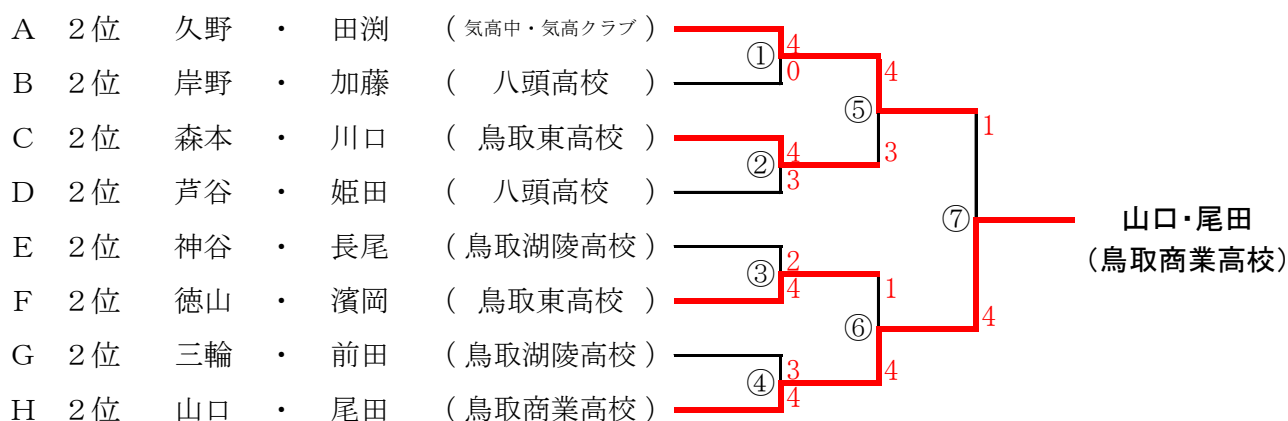 A 2位 久野 ・ 田渕 (気高中・気高クラブ)
4
①
0
B 2位 岸野 ・ 加藤 ( 八頭高校 )
4
⑤
3
C 2位 森本 ・ 川口 ( 鳥取東高校 )
4
②
3
D 2位 芦谷 ・ 姫田 ( 八頭高校 )
1
⑦
4
山口・尾田
(鳥取商業高校)
E 2位 神谷 ・ 長尾 (鳥取湖陵高校)
2
③
4
F 2位 徳山 ・ 濱岡 ( 鳥取東高校 )
1
⑥
4
G 2位 三輪 ・ 前田 (鳥取湖陵高校)
3
④
4
H 2位 山口 ・ 尾田 (鳥取商業高校)